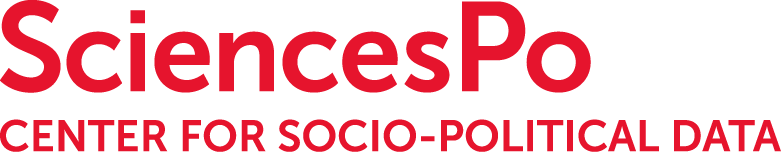 SciencesPo
CENTER FOR SOCIO-POLITICAL DATA